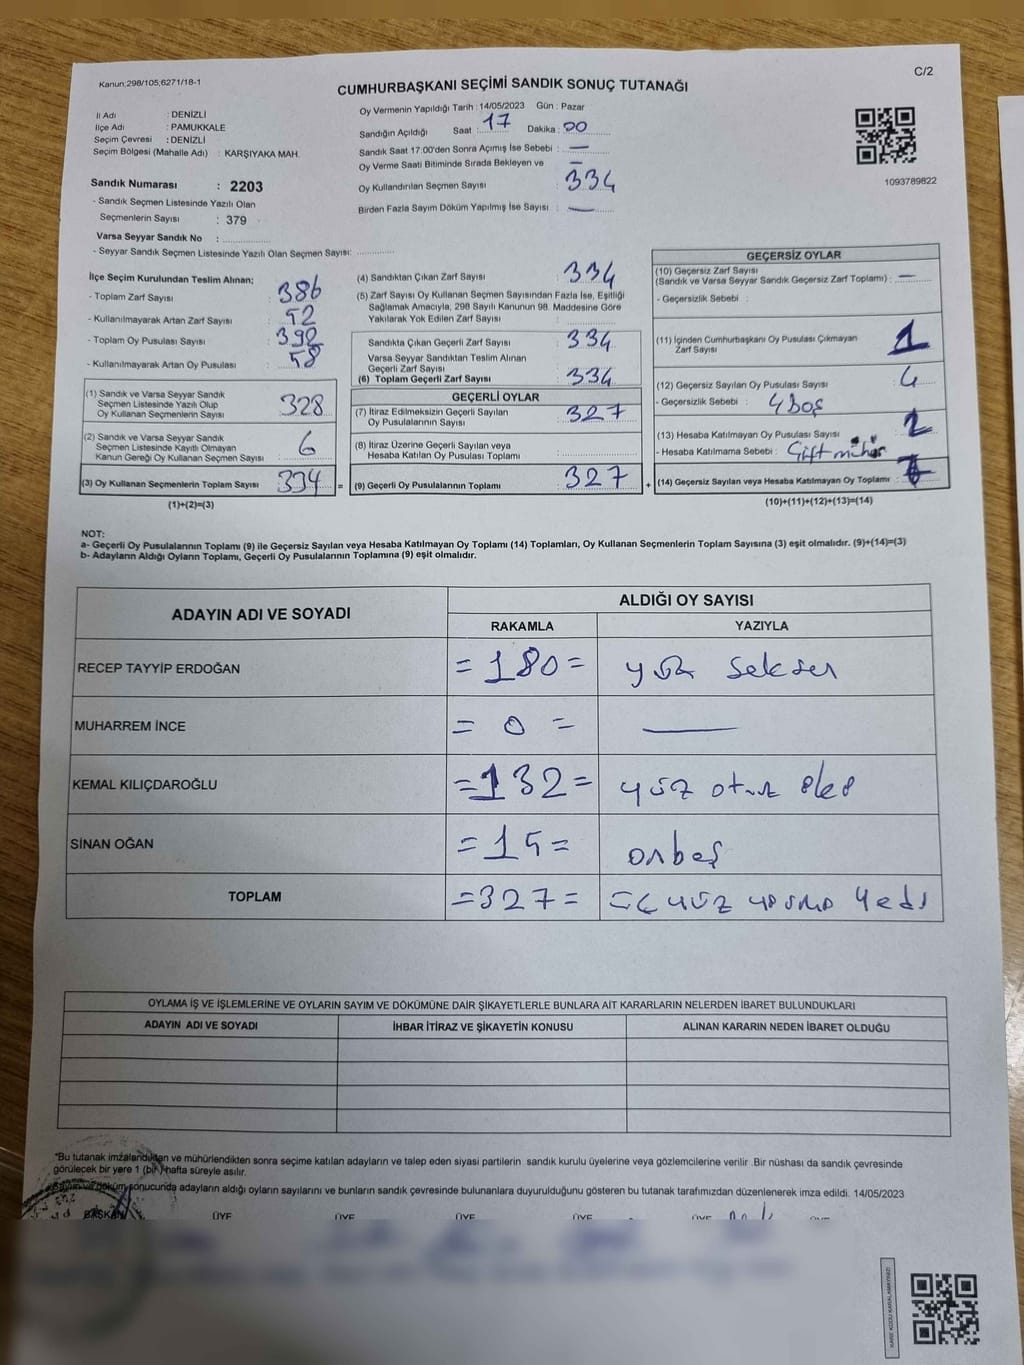 Kanun:298/105,6271/18-1
C/2
CUMHURBAŞKANI SEÇİMİ SANDIK SONUÇ TUTANAĞI
İl Adı : DENİZLİ
İlçe Adı : PAMUKKALE
Seçim Çevresi : DENİZLİ
Seçim Bölgesi (Mahalle Adı) : KARŞIYAKA MAH.
Sandık Numarası : 2203
- Sandık Seçmen Listesinde Yazılı Olan
Seçmenlerin Sayısı : 379
Varsa Seyyar Sandık No : ..............
- Seyyar Sandık Seçmen Listesinde Yazılı Olan Seçmen Sayısı: ............
Oy Vermenin Yapıldığı Tarih : 14/05/2023 Gün : Pazar
Sandığın Açıldığı Saat : 17 Dakika : 00
Sandık Saat 17:00'den Sonra Açımış İse Sebebi : —
Oy Verme Saati Bitiminde Sırada Bekleyen ve –
Oy Kullandırılan Seçmen Sayısı : 334
Birden Fazla Sayım Döküm Yapılmış İse Sayısı : —
1093789822
İlçe Seçim Kurulundan Teslim Alınan;
- Toplam Zarf Sayısı : 386
- Kullanılmayarak Artan Zarf Sayısı : 52
- Toplam Oy Pusulası Sayısı : 390
- Kullanılmayarak Artan Oy Pusulası : 58
(1) Sandık ve Varsa Seyyar Sandık
Seçmen Listesinde Yazılı Olup
Oy Kullanan Seçmenlerin Sayısı : 328
(2) Sandık ve Varsa Seyyar Sandık
Seçmen Listesinde Kayıtlı Olmayan
Kanun Gereği Oy Kullanan Seçmen Sayısı : 6
(3) Oy Kullanan Seçmenlerin Toplam Sayısı : 334 =
(1)+(2)=(3)
(4) Sandıktan Çıkan Zarf Sayısı : 334
(5) Zarf Sayısı Oy Kullanan Seçmen Sayısından Fazla İse, Eşitliği
Sağlamak Amacıyla, 298 Sayılı Kanunun 98. Maddesine Göre
Yakılarak Yok Edilen Zarf Sayısı :
Sandıkta Çıkan Geçerli Zarf Sayısı : 334
Varsa Seyyar Sandıktan Teslim Alınan
Geçerli Zarf Sayısı :
(6) Toplam Geçerli Zarf Sayısı : 334
GEÇERLİ OYLAR
(7) İtiraz Edilmeksizin Geçerli Sayılan
Oy Pusulasının Sayısı : 327
(8) İtiraz Üzerine Geçerli Sayılan veya
Hesaba Katılan Oy Pusulası Toplamı :
(9) Geçerli Oy Pusulalarının Toplamı : 327 +
GEÇERSİZ OYLAR
(10) Geçersiz Zarf Sayısı
(Sandık ve Varsa Seyyar Sandık Geçersiz Zarf Toplamı) : —
- Geçersizlik Sebebi :
(11) İçinden Cumhurbaşkanı Oy Pusulası Çıkmayan
Zarf Sayısı : 1
(12) Geçersiz Sayılan Oy Pusulası Sayısı : 4
- Geçersizlik Sebebi : 4 boş
(13) Hesaba Katılmayan Oy Pusulası Sayısı : 2
- Hesaba Katılmama Sebebi : Çift mühür
(14) Geçersiz Sayılan veya Hesaba Katılmayan Oy Toplamı : 7
(10)+(11)+(12)+(13)=(14)
NOT:
a- Geçerli Oy Pusulalarının Toplamı (9) ile Geçersiz Sayılan veya Hesaba Katılmayan Oy Toplamı (14) Toplamları, Oy Kullanan Seçmenlerin Toplam Sayısına (3) eşit olmalıdır. (9)+(14)=(3)
b- Adayların Aldığı Oyların Toplamı, Geçerli Oy Pusulalarının Toplamına (9) eşit olmalıdır.
ADAYIN ADI VE SOYADI
ALDIĞI OY SAYISI
RAKAMLA YAZIYLA
RECEP TAYYİP ERDOĞAN =180= yüz seksen
MUHARREM İNCE = 0 = —
KEMAL KILIÇDAROĞLU =132= yüz otuz iki
SİNAN OĞAN =15= onbeş
TOPLAM =327= üç yüz yirmi yedi
OYLAMA İŞ VE İŞLEMLERİNE VE OYLARIN SAYIM VE DÖKÜMÜNE DAİR ŞİKAYETLERLE BUNLARA AİT KARARLARIN NELERDEN İBARET BULUNDUKLARI
ADAYIN ADI VE SOYADI İHBAR İTİRAZ VE ŞİKAYETİN KONUSU ALINAN KARARIN NEDEN İBARET OLDUĞU
*Bu tutanak imzalandıktan ve mühürlendikten sonra seçime katılan adayların ve talep eden siyasi partilerin sandık kurulu üyelerine veya gözlemcilerine verilir .Bir nüshası da sandık çevresinde
görülecek bir yere 1 (bir) hafta süreyle asılır.
Sayım ve döküm sonucunda adayların aldığı oyların sayılarını ve bunların sandık çevresinde bulunanlara duyurulduğunu gösteren bu tutanak tarafımızdan düzenlenerek imza edildi. 14/05/2023
BAŞKAN ÜYE ÜYE ÜYE ÜYE ÜYE ÜYE